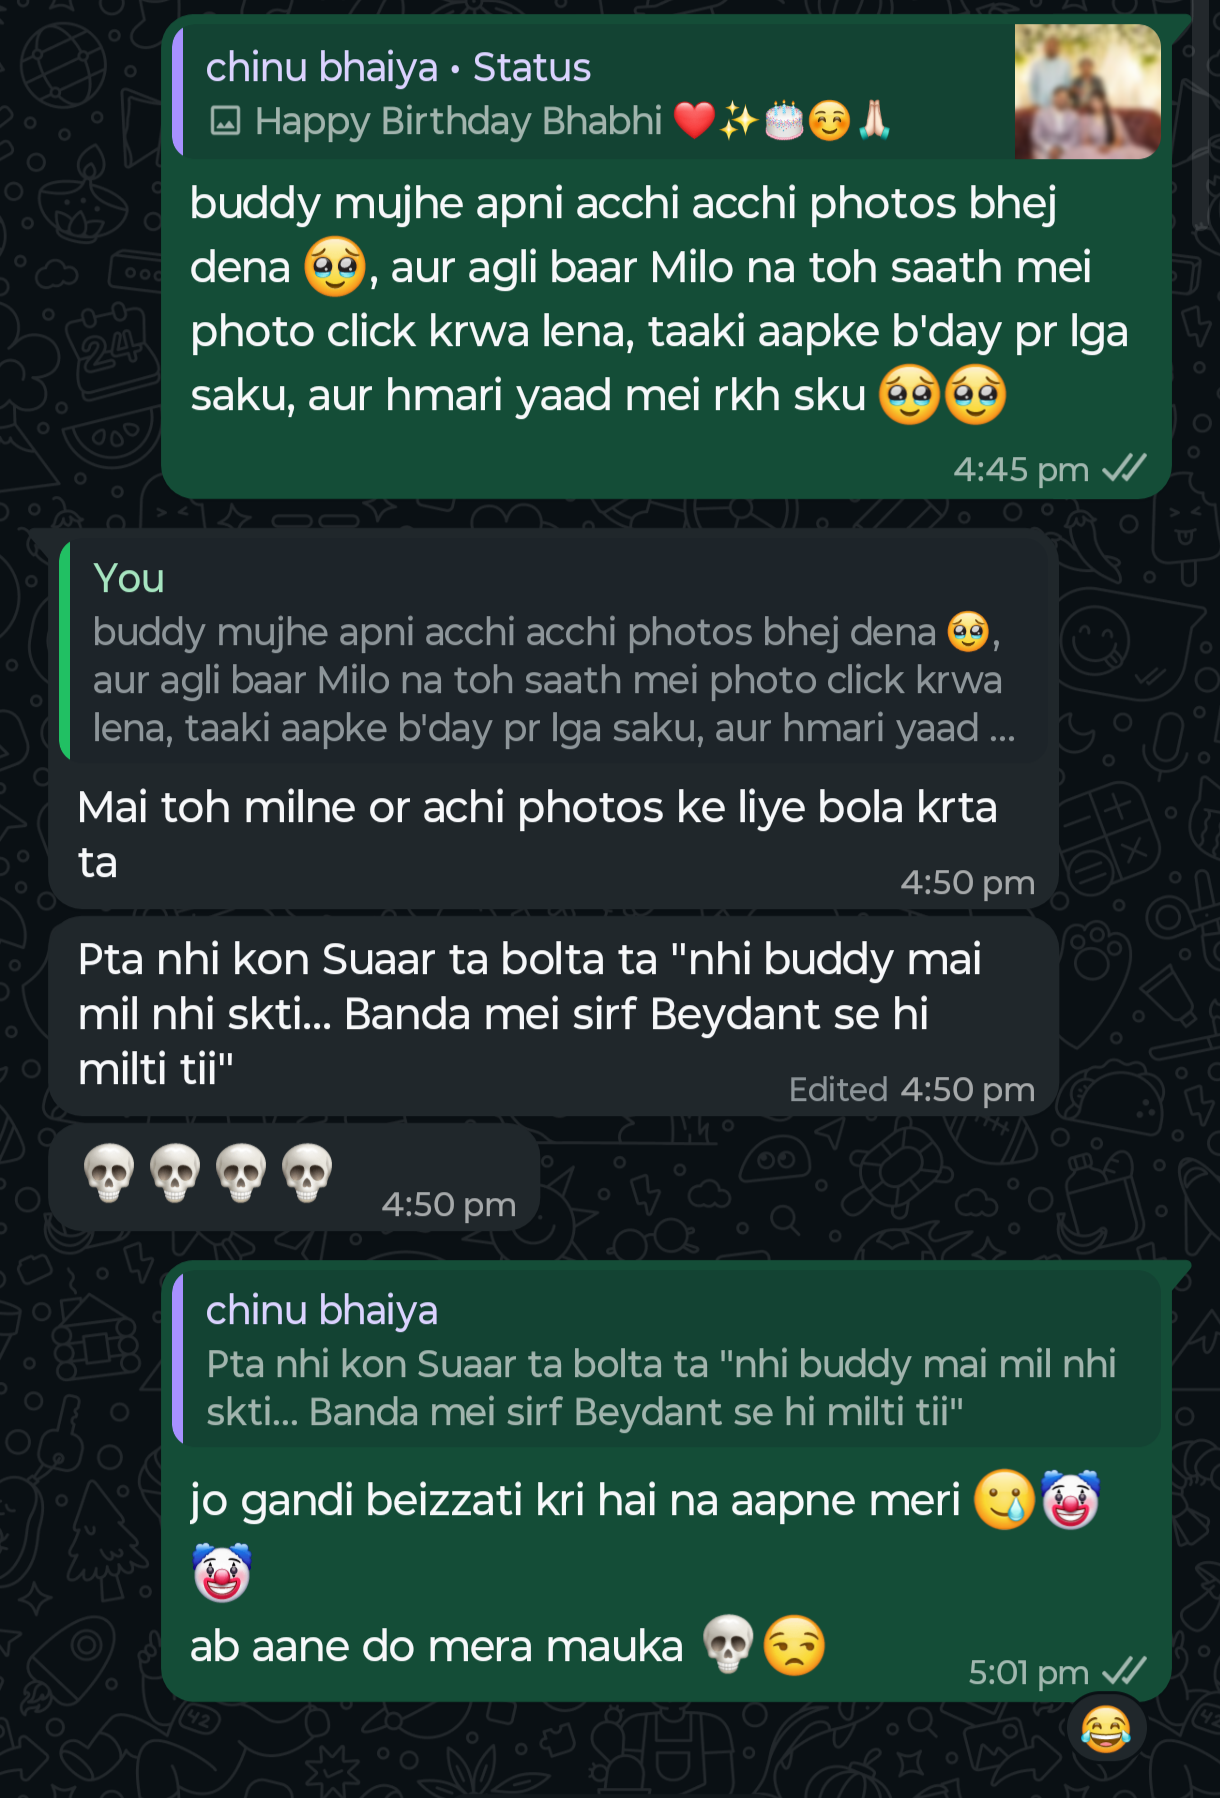 chinu bhaiya • Status
Happy Birthday Bhabhi ❤️✨🎂☺️🙏🏻
buddy mujhe apni acchi acchi photos bhej
dena 🥹, aur agli baar Milo na toh saath mei
photo click krwa lena, taaki aapke b'day pr lga
saku, aur hmari yaad mei rkh sku 🥹🥹
4:45 pm
You
buddy mujhe apni acchi acchi photos bhej dena 🥹,
aur agli baar Milo na toh saath mei photo click krwa
lena, taaki aapke b'day pr lga saku, aur hmari yaad ...
Mai toh milne or achi photos ke liye bola krta
ta
4:50 pm
Pta nhi kon Suaar ta bolta ta "nhi buddy mai
mil nhi skti... Banda mei sirf Beydant se hi
milti tii"
Edited 4:50 pm
💀💀💀💀
4:50 pm
chinu bhaiya
Pta nhi kon Suaar ta bolta ta "nhi buddy mai mil nhi
skti... Banda mei sirf Beydant se hi milti tii"
jo gandi beizzati kri hai na aapne meri 🥲🤡
🤡
ab aane do mera mauka 💀😒
5:01 pm
😂